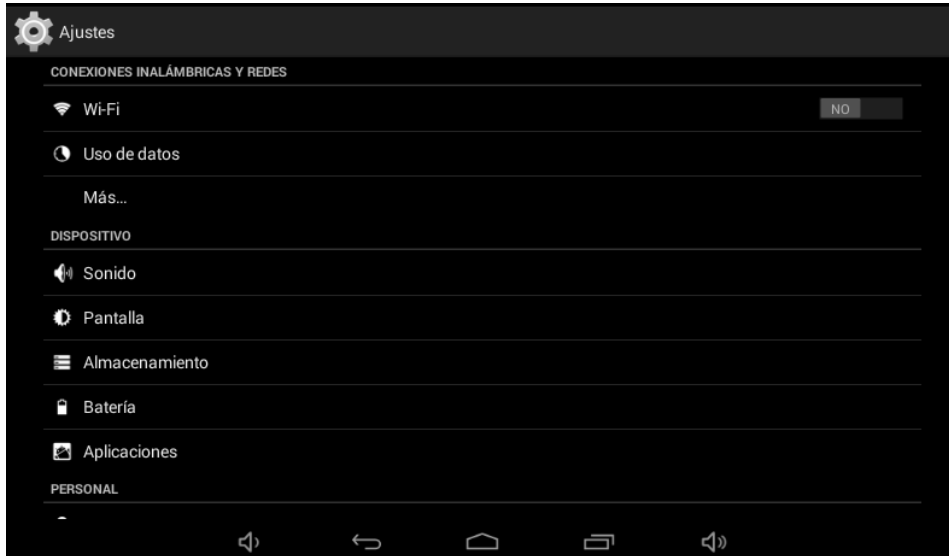 Ajustes
CONEXIONES INALÁMBRICAS Y REDES
Wi-Fi
NO
Uso de datos
Más...
DISPOSITIVO
Sonido
Pantalla
Almacenamiento
Batería
Aplicaciones
PERSONAL